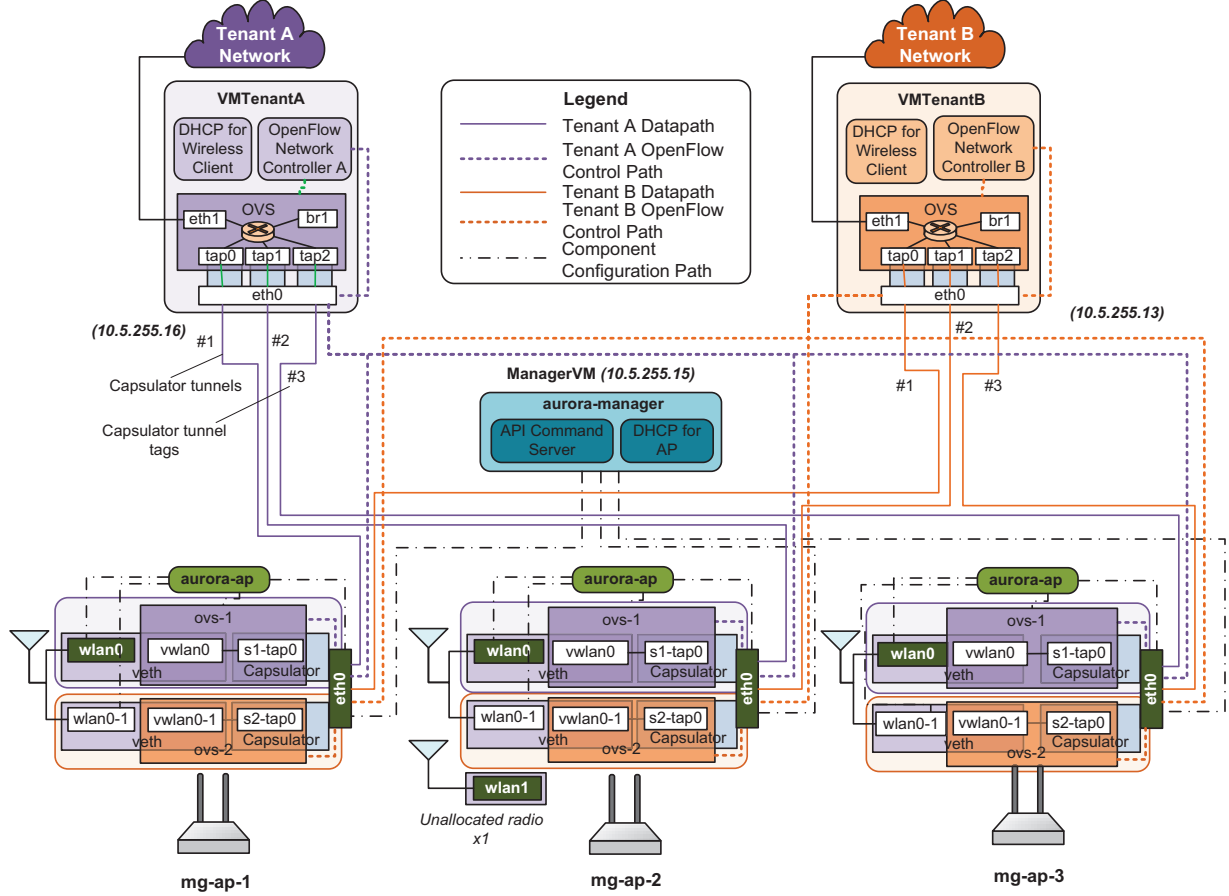 Tenant A
Network
Tenant B
Network
VMTenantA
DHCP for
Wireless
Client
OpenFlow
Network
Controller A
OVS
eth1
br1
tap0
tap1
tap2
eth0
Legend
Tenant A Datapath
Tenant A OpenFlow
Control Path
Tenant B Datapath
Tenant B OpenFlow
Control Path
Component
Configuration Path
VMTenantB
DHCP for
Wireless
Client
OpenFlow
Network
Controller B
OVS
eth1
br1
tap0
tap1
tap2
eth0
(10.5.255.16)
(10.5.255.13)
#1
#2
#3
Capsulator tunnels
Capsulator tunnel
tags
#2
#1
#3
ManagerVM (10.5.255.15)
aurora-manager
API Command
Server
DHCP for
AP
aurora-ap
ovs-1
wlan0
vwlan0
s1-tap0
veth
Capsulator
eth0
wlan0-1
vwlan0-1
s2-tap0
veth
Capsulator
ovs-2
mg-ap-1
aurora-ap
ovs-1
wlan0
vwlan0
s1-tap0
veth
Capsulator
eth0
wlan0-1
vwlan0-1
s2-tap0
veth
Capsulator
ovs-2
wlan1
Unallocated radio
x1
mg-ap-2
aurora-ap
ovs-1
wlan0
vwlan0
s1-tap0
veth
Capsulator
eth0
wlan0-1
vwlan0-1
s2-tap0
veth
Capsulator
ovs-2
mg-ap-3